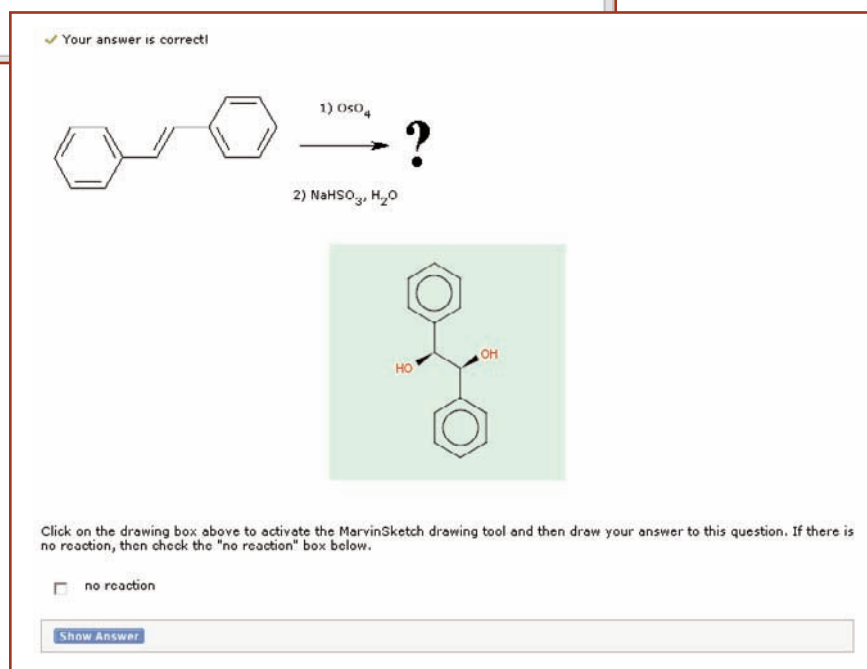 Your answer is correct!
1) OsO4
?
2) NaHSO3, H2O
OH
HO
Click on the drawing box above to activate the MarvinSketch drawing tool and then draw your answer to this question. If there is
no reaction, then check the "no reaction" box below.
no reaction
Show Answer